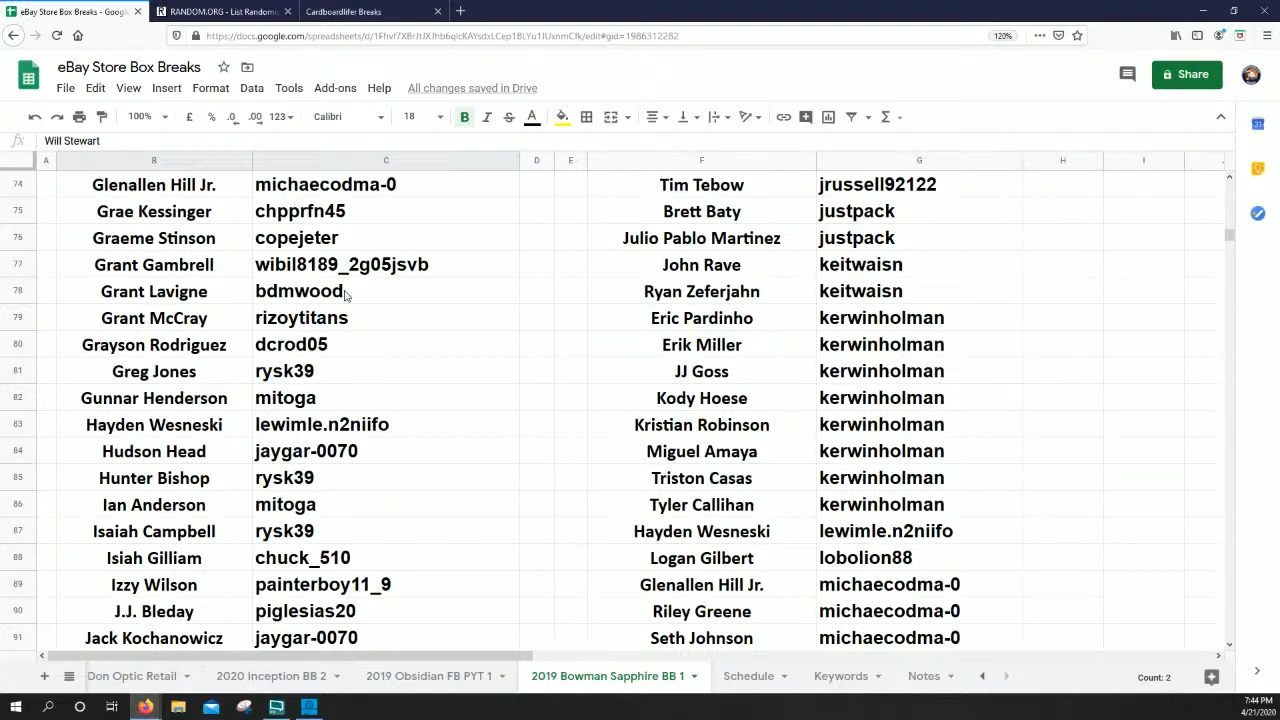 eBay Store Box Breaks - Google
RANDOM.ORG - List Randomiz
Cardboardlifer Breaks
120%
eBay Store Box Breaks
File Edit View Insert Format Data Tools Add-ons Help All changes saved in Drive
Share
100% £ % .0 .00 123 Calibri 18 B I S A
fx Will Stewart
A B C D E F G H I
74 Glenallen Hill Jr. michaecodma-0 Tim Tebow jrussell92122
75 Grae Kessinger chpprfn45 Brett Baty justpack
76 Graeme Stinson copejeter Julio Pablo Martinez justpack
77 Grant Gambrell wibil8189_2g05jsvb John Rave keitwaisn
78 Grant Lavigne bdmwood Ryan Zeferjahn keitwaisn
79 Grant McCray rizoytitans Eric Pardinho kerwinholman
80 Grayson Rodriguez dcrod05 Erik Miller kerwinholman
81 Greg Jones rysk39 JJ Goss kerwinholman
82 Gunnar Henderson mitoga Kody Hoese kerwinholman
83 Hayden Wesneski lewimle.n2niifo Kristian Robinson kerwinholman
84 Hudson Head jaygar-0070 Miguel Amaya kerwinholman
85 Hunter Bishop rysk39 Triston Casas kerwinholman
86 Ian Anderson mitoga Tyler Callihan kerwinholman
87 Isaiah Campbell rysk39 Hayden Wesneski lewimle.n2niifo
88 Isiah Gilliam chuck_510 Logan Gilbert lobolion88
89 Izzy Wilson painterboy11_9 Glenallen Hill Jr. michaecodma-0
90 J.J. Bleday piglesias20 Riley Greene michaecodma-0
91 Jack Kochanowicz jaygar-0070 Seth Johnson michaecodma-0
Don Optic Retail 2020 Inception BB 2 2019 Obsidian FB PYT 1 2019 Bowman Sapphire BB 1 Schedule Keywords Notes Count: 2
7:44 PM
4/21/2020